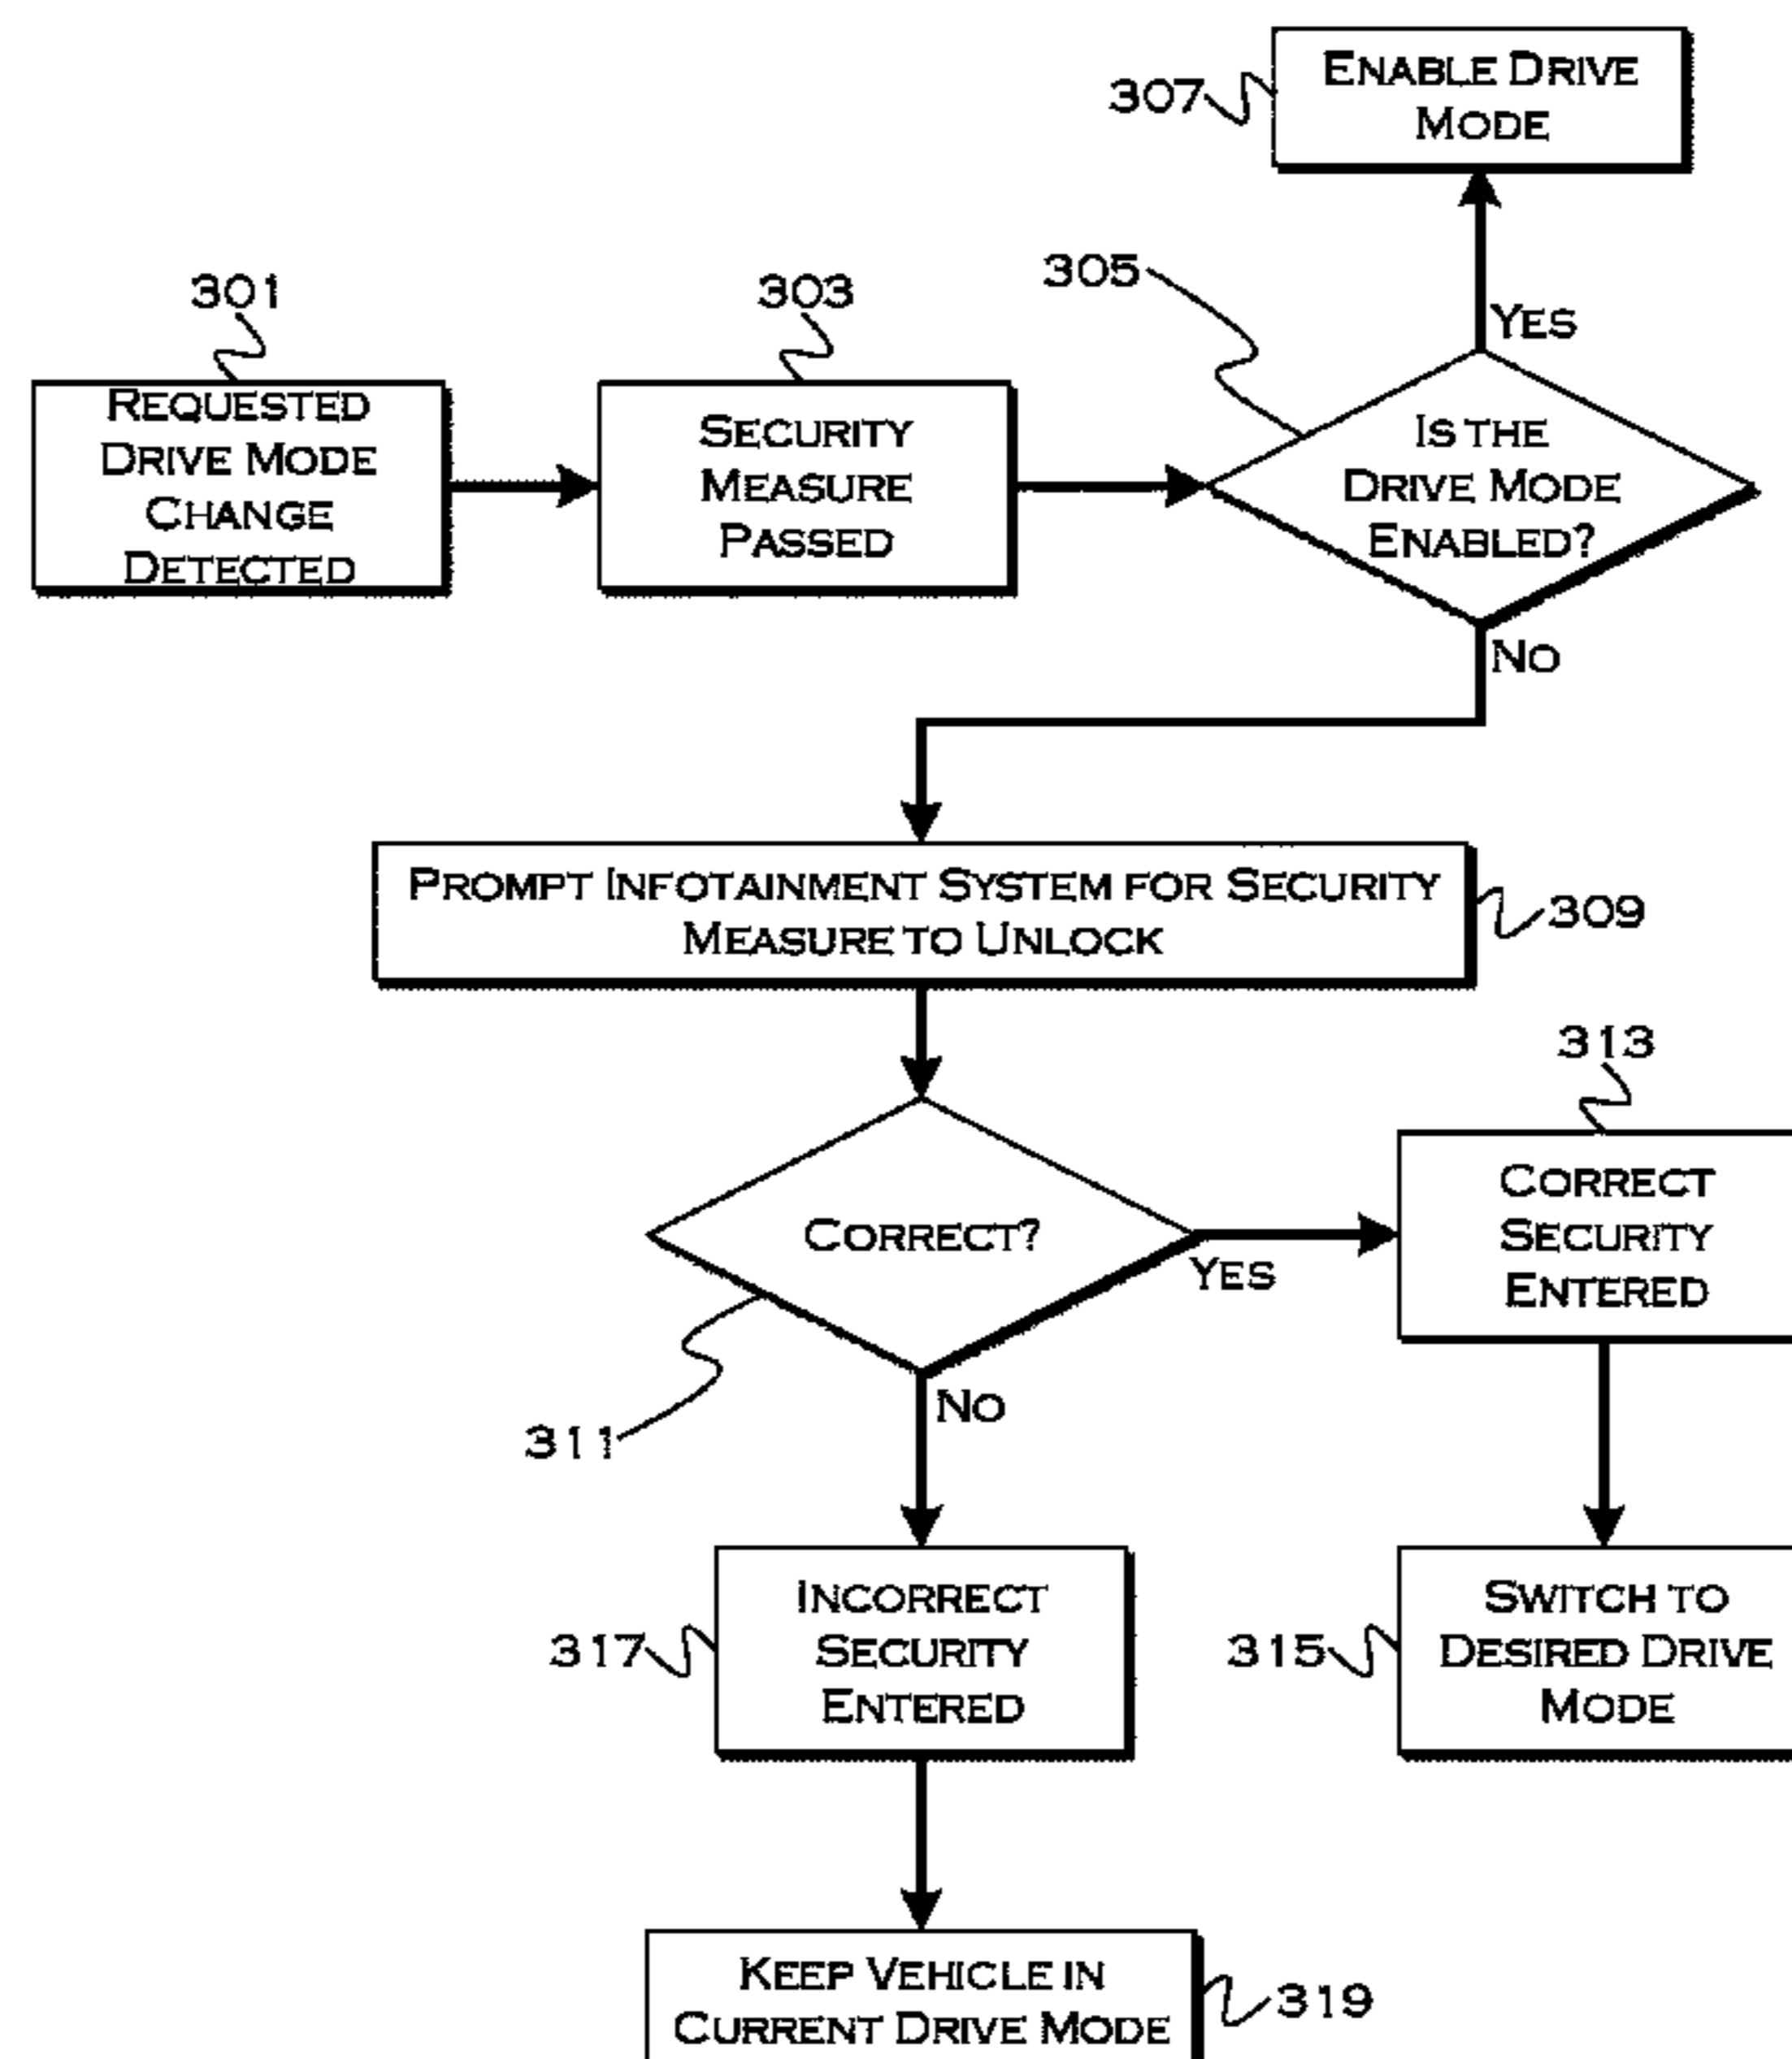 307
ENABLE DRIVE
MODE
301
303
305
YES
REQUESTED
DRIVE MODE
CHANGE
DETECTED
SECURITY
MEASURE
PASSED
IS THE
DRIVE MODE
ENABLED?
NO
PROMPT INFOTAINMENT SYSTEM FOR SECURITY
MEASURE TO UNLOCK
309
313
CORRECT?
YES
CORRECT
SECURITY
ENTERED
311
NO
317
INCORRECT
SECURITY
ENTERED
315
SWITCH TO
DESIRED DRIVE
MODE
KEEP VEHICLE IN
CURRENT DRIVE MODE
319